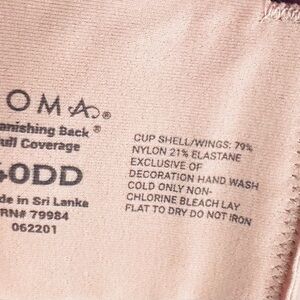 OMA®
anishing Back®
ull Coverage
40DD
de in Sri Lanka
RN# 79984
062201
CUP SHELL/WINGS: 79%
NYLON 21% ELASTANE
EXCLUSIVE OF
DECORATION HAND WASH
COLD ONLY NON-
CHLORINE BLEACH LAY
FLAT TO DRY DO NOT IRON